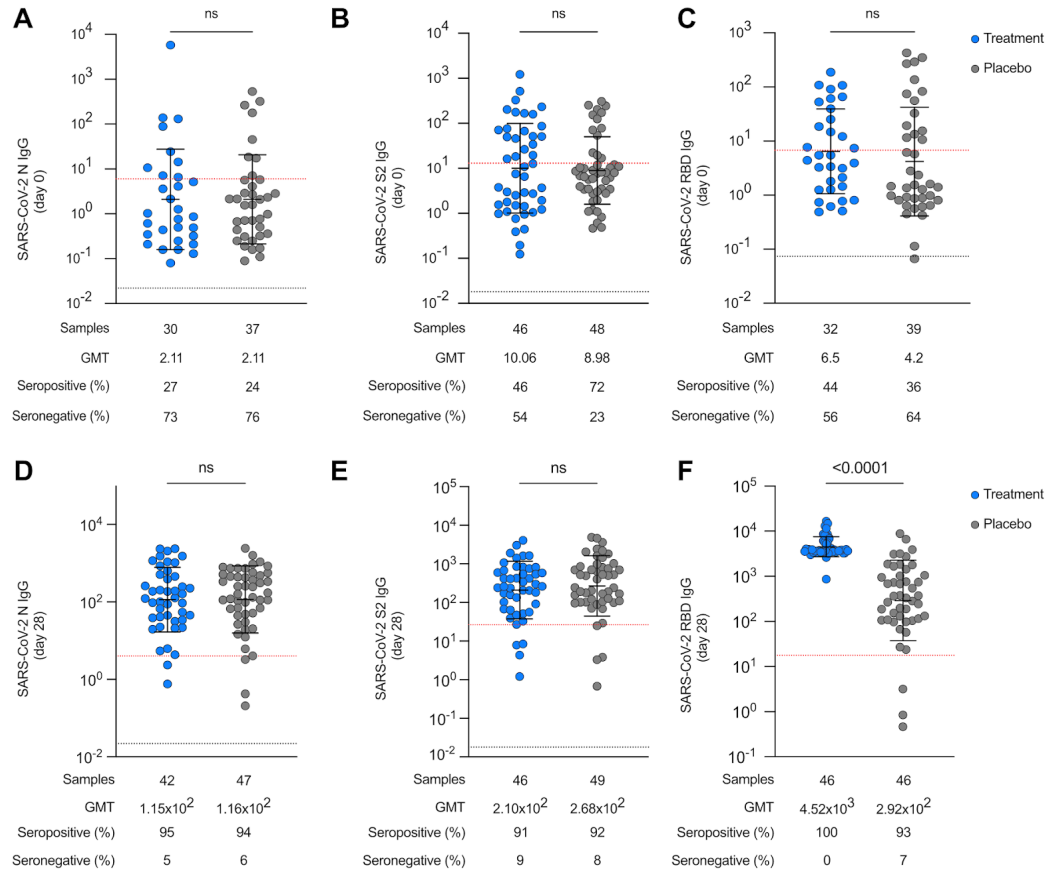 A
ns
SARS-CoV-2 N IgG
(day 0)
10^4
10^3
10^2
10^1
10^0
10^-1
10^-2
Samples 30 37
GMT 2.11 2.11
Seropositive (%) 27 24
Seronegative (%) 73 76
B
ns
SARS-CoV-2 S2 IgG
(day 0)
10^4
10^3
10^2
10^1
10^0
10^-1
10^-2
Samples 46 48
GMT 10.06 8.98
Seropositive (%) 46 72
Seronegative (%) 54 23
C
ns
SARS-CoV-2 RBD IgG
(day 0)
10^3
10^2
10^1
10^0
10^-1
10^-2
Treatment
Placebo
Samples 32 39
GMT 6.5 4.2
Seropositive (%) 44 36
Seronegative (%) 56 64
D
ns
SARS-CoV-2 N IgG
(day 28)
10^4
10^2
10^0
10^-2
Samples 42 47
GMT 1.15x10^2 1.16x10^2
Seropositive (%) 95 94
Seronegative (%) 5 6
E
ns
SARS-CoV-2 S2 IgG
(day 28)
10^5
10^4
10^3
10^2
10^1
10^0
10^-1
10^-2
Samples 46 49
GMT 2.10x10^2 2.68x10^2
Seropositive (%) 91 92
Seronegative (%) 9 8
F
<0.0001
SARS-CoV-2 RBD IgG
(day 28)
10^5
10^4
10^3
10^2
10^1
10^0
10^-1
Treatment
Placebo
Samples 46 46
GMT 4.52x10^3 2.92x10^2
Seropositive (%) 100 93
Seronegative (%) 0 7